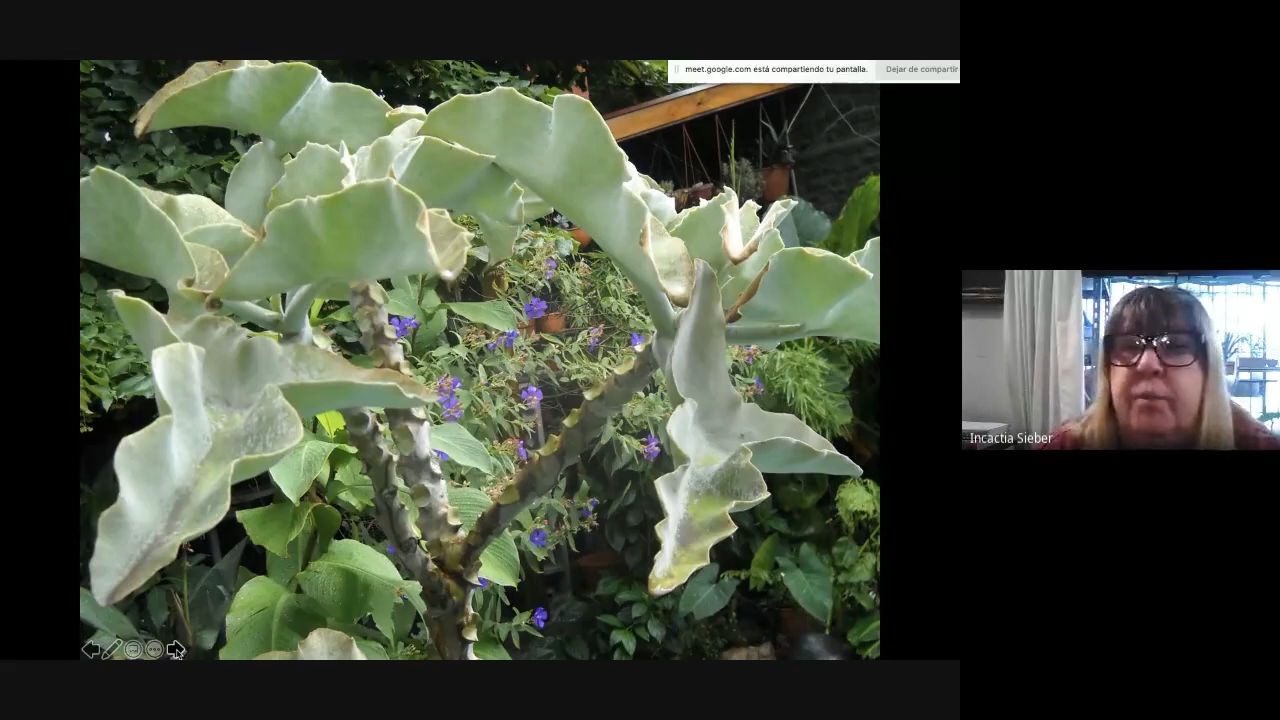 meet.google.com está compartiendo tu pantalla.
Dejar de compartir
Incactia Sieber